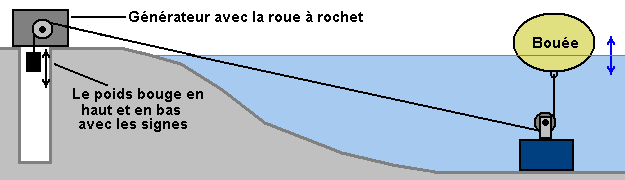 Générateur avec la roue à rochet
Bouée
Le poids bouge en
haut et en bas
avec les signes